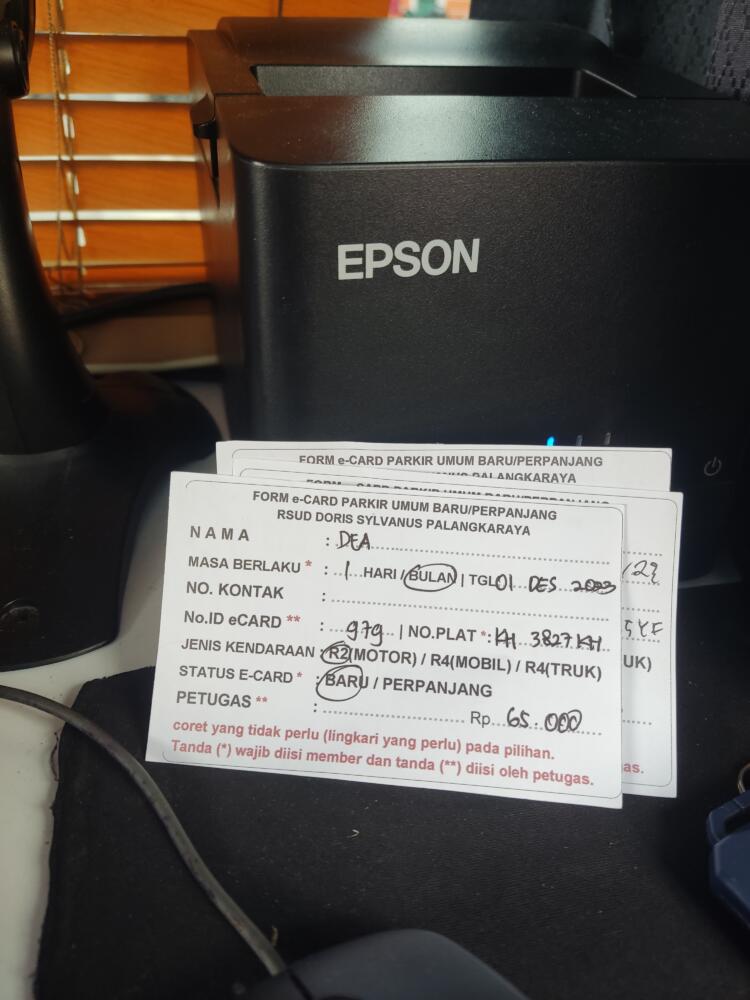 EPSON
FORM e-CARD PARKIR UMUM BARU/PERPANJANG
FORM e-CARD PARKIR UMUM BARU/PERPANJANG
RSUD DORIS SYLVANUS PALANGKARAYA
NAMA : DEA
MASA BERLAKU * : 1 HARI / BULAN | TGL 01 DES 2023
NO. KONTAK :
No.ID eCARD ** : 979 | NO.PLAT * : KH 3827 KH
JENIS KENDARAAN : R2(MOTOR) / R4(MOBIL) / R4(TRUK)
STATUS E-CARD * : BARU / PERPANJANG
PETUGAS ** : Rp 65.000
coret yang tidak perlu (lingkari yang perlu) pada pilihan.
Tanda (*) wajib diisi member dan tanda (**) diisi oleh petugas.
UK)
as.